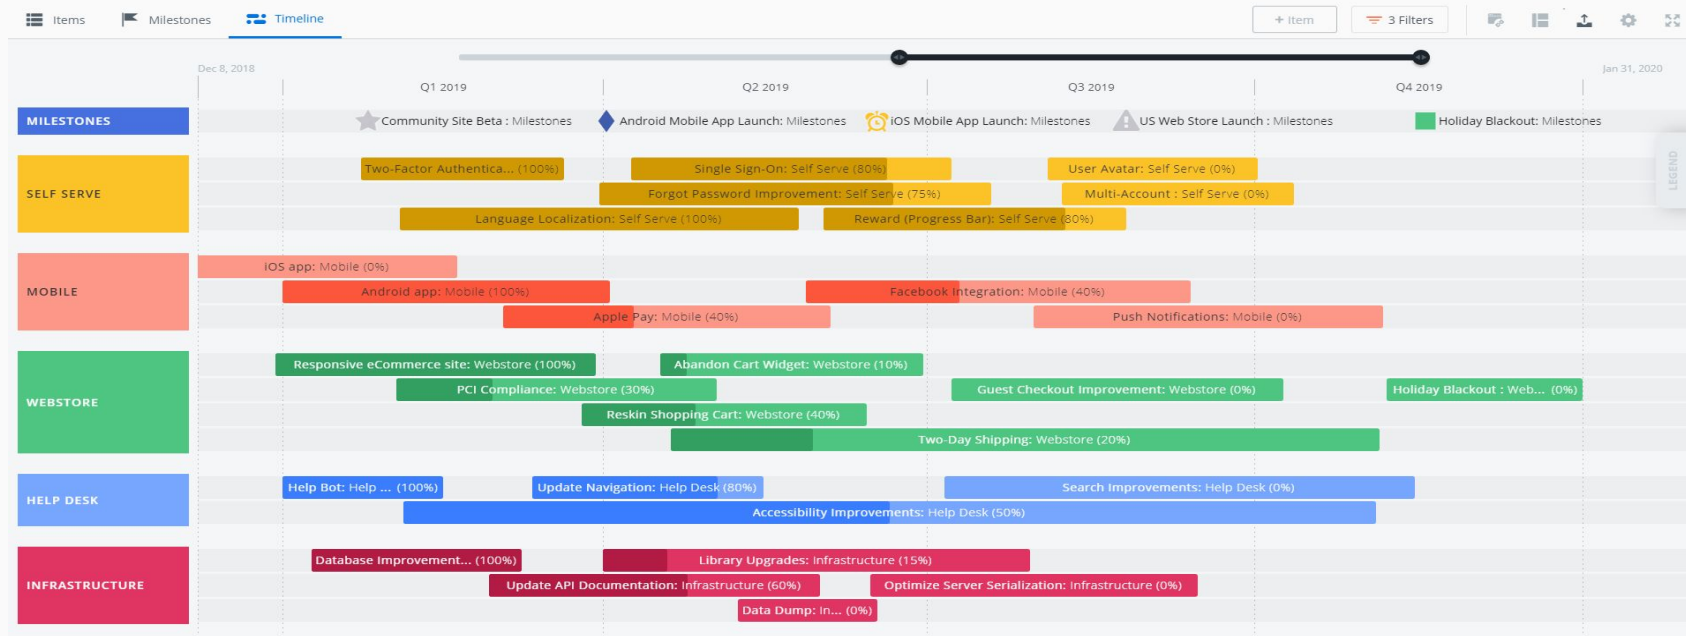 Items Milestones Timeline + Item 3 Filters
Dec 8, 2018 Jan 31, 2020
Q1 2019 Q2 2019 Q3 2019 Q4 2019
MILESTONES
Community Site Beta : Milestones Android Mobile App Launch: Milestones iOS Mobile App Launch: Milestones US Web Store Launch : Milestones Holiday Blackout: Milestones
LEGEND
SELF SERVE
Two-Factor Authentica... (100%) Single Sign-On: Self Serve (80%) User Avatar: Self Serve (0%)
Forgot Password Improvement: Self Serve (75%) Multi-Account : Self Serve (0%)
Language Localization: Self Serve (100%) Reward (Progress Bar): Self Serve (80%)
MOBILE
iOS app: Mobile (0%)
Android app: Mobile (100%) Facebook Integration: Mobile (40%)
Apple Pay: Mobile (40%) Push Notifications: Mobile (0%)
WEBSTORE
Responsive eCommerce site: Webstore (100%) Abandon Cart Widget: Webstore (10%)
PCI Compliance: Webstore (30%) Guest Checkout Improvement: Webstore (0%) Holiday Blackout : Web... (0%)
Reskin Shopping Cart: Webstore (40%)
Two-Day Shipping: Webstore (20%)
HELP DESK
Help Bot: Help ... (100%) Update Navigation: Help Desk (80%) Search Improvements: Help Desk (0%)
Accessibility Improvements: Help Desk (50%)
INFRASTRUCTURE
Database Improvement... (100%) Library Upgrades: Infrastructure (15%)
Update API Documentation: Infrastructure (60%) Optimize Server Serialization: Infrastructure (0%)
Data Dump: In... (0%)